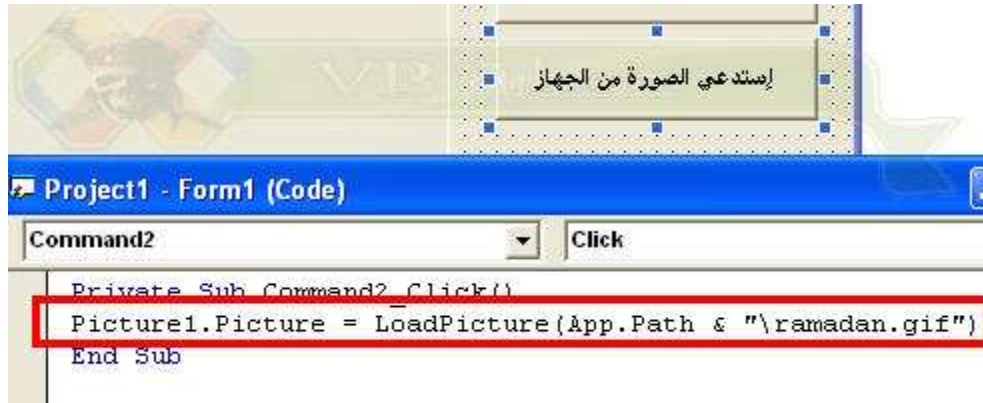 إستدعي الصورة من الجهاز
Project1 - Form1 (Code)
Command2 Click
Private Sub Command2_Click()
Picture1.Picture = LoadPicture(App.Path & "\ramadan.gif")
End Sub